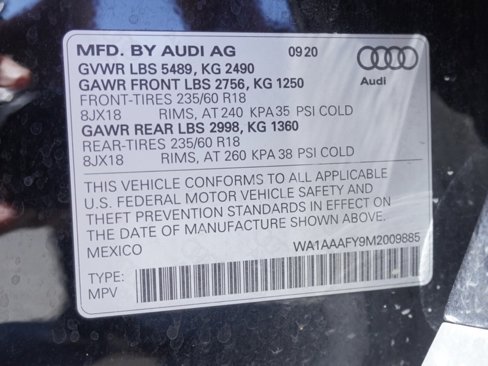 MFD. BY AUDI AG 09 20
GVWR LBS 5489, KG 2490
GAWR FRONT LBS 2756, KG 1250
Audi
FRONT-TIRES 235/60 R18
8JX18 RIMS, AT 240 KPA 35 PSI COLD
GAWR REAR LBS 2998, KG 1360
REAR-TIRES 235/60 R18
8JX18 RIMS, AT 260 KPA 38 PSI COLD
THIS VEHICLE CONFORMS TO ALL APPLICABLE
U.S. FEDERAL MOTOR VEHICLE SAFETY AND
THEFT PREVENTION STANDARDS IN EFFECT ON
THE DATE OF MANUFACTURE SHOWN ABOVE.
MEXICO WA1AAAFY9M2009885
TYPE:
MPV